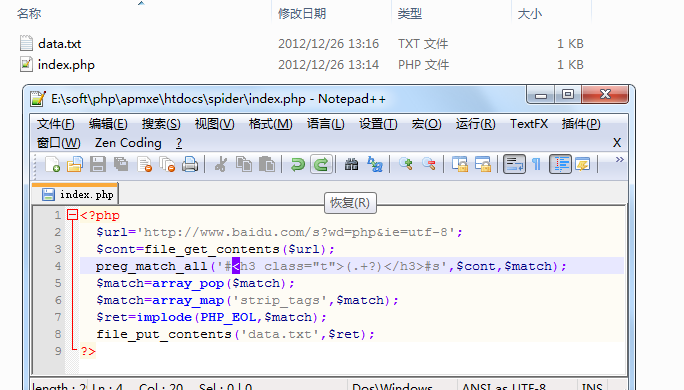 名称 修改日期 类型 大小
data.txt 2012/12/26 13:16 TXT 文件 1 KB
index.php 2012/12/26 13:14 PHP 文件 1 KB
E:\soft\php\apmxe\htdocs\spider\index.php - Notepad++
文件(F) 编辑(E) 搜索(S) 视图(V) 格式(M) 语言(L) 设置(T) 宏(O) 运行(R) TextFX 插件(P)
窗口(W) Zen Coding ? X
index.php
恢复(R)
1 <?php
2 $url='http://www.baidu.com/s?wd=php&ie=utf-8';
3 $cont=file_get_contents($url);
4 preg_match_all('#<h3 class="t">(.+?)</h3>#s',$cont,$match);
5 $match=array_pop($match);
6 $match=array_map('strip_tags',$match);
7 $ret=implode(PHP_EOL,$match);
8 file_put_contents('data.txt',$ret);
9 ?>
length : 2 Ln : 4 Col : 20 Sel : 0 | 0 Dos\Windows ANSI as UTF-8 INS